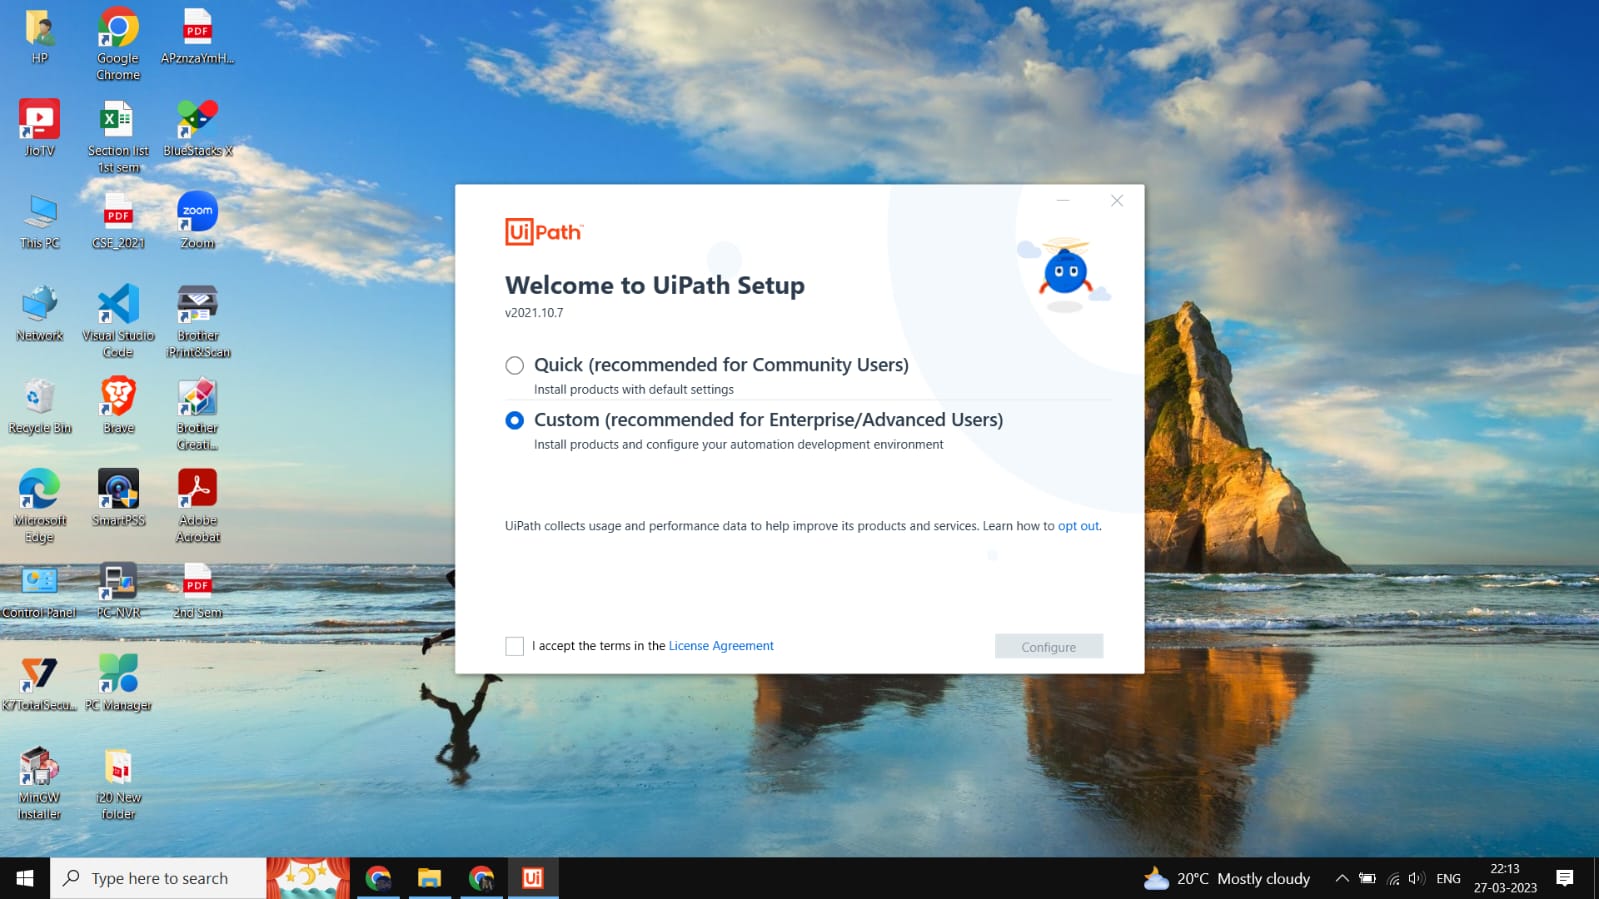 HP
Google
Chrome
PDF
APznzaYmH...
JioTV
Section list
1st sem
BlueStacks X
This PC
PDF
CSE_2021
zoom
Zoom
Network
Visual Studio
Code
Brother
iPrint&Scan
Recycle Bin
Brave
Brother
Creati...
Microsoft
Edge
SmartPSS
Adobe
Acrobat
Control Panel
PC-NVR
PDF
2nd Sem
K7TotalSecu...
PC Manager
MinGW
Installer
i20 New
folder
UiPath™
Welcome to UiPath Setup
v2021.10.7
Quick (recommended for Community Users)
Install products with default settings
Custom (recommended for Enterprise/Advanced Users)
Install products and configure your automation development environment
UiPath collects usage and performance data to help improve its products and services. Learn how to opt out.
I accept the terms in the License Agreement
Configure
Type here to search
Ui
20°C Mostly cloudy
ENG
22:13
27-03-2023